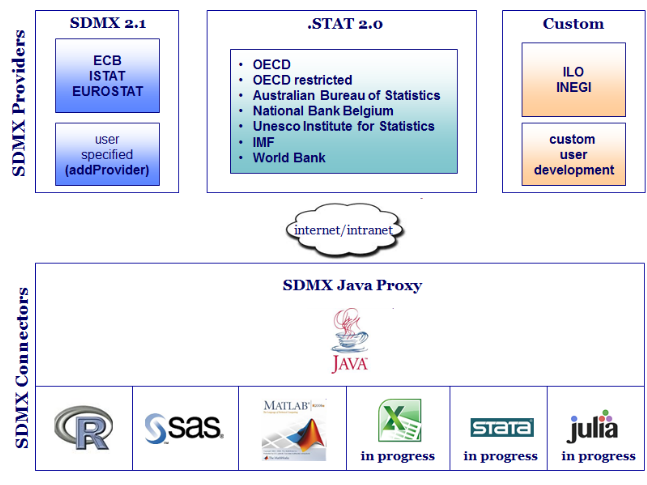 SDMX Providers
SDMX 2.1
ECB
ISTAT
EUROSTAT
user
specified
(addProvider)
.STAT 2.0
• OECD
• OECD restricted
• Australian Bureau of Statistics
• National Bank Belgium
• Unesco Institute for Statistics
• IMF
• World Bank
Custom
ILO
INEGI
custom
user
development
internet/intranet
SDMX Connectors
SDMX Java Proxy
JAVA™
R
sas®
MATLAB®
in progress
STATA
in progress
julia
in progress